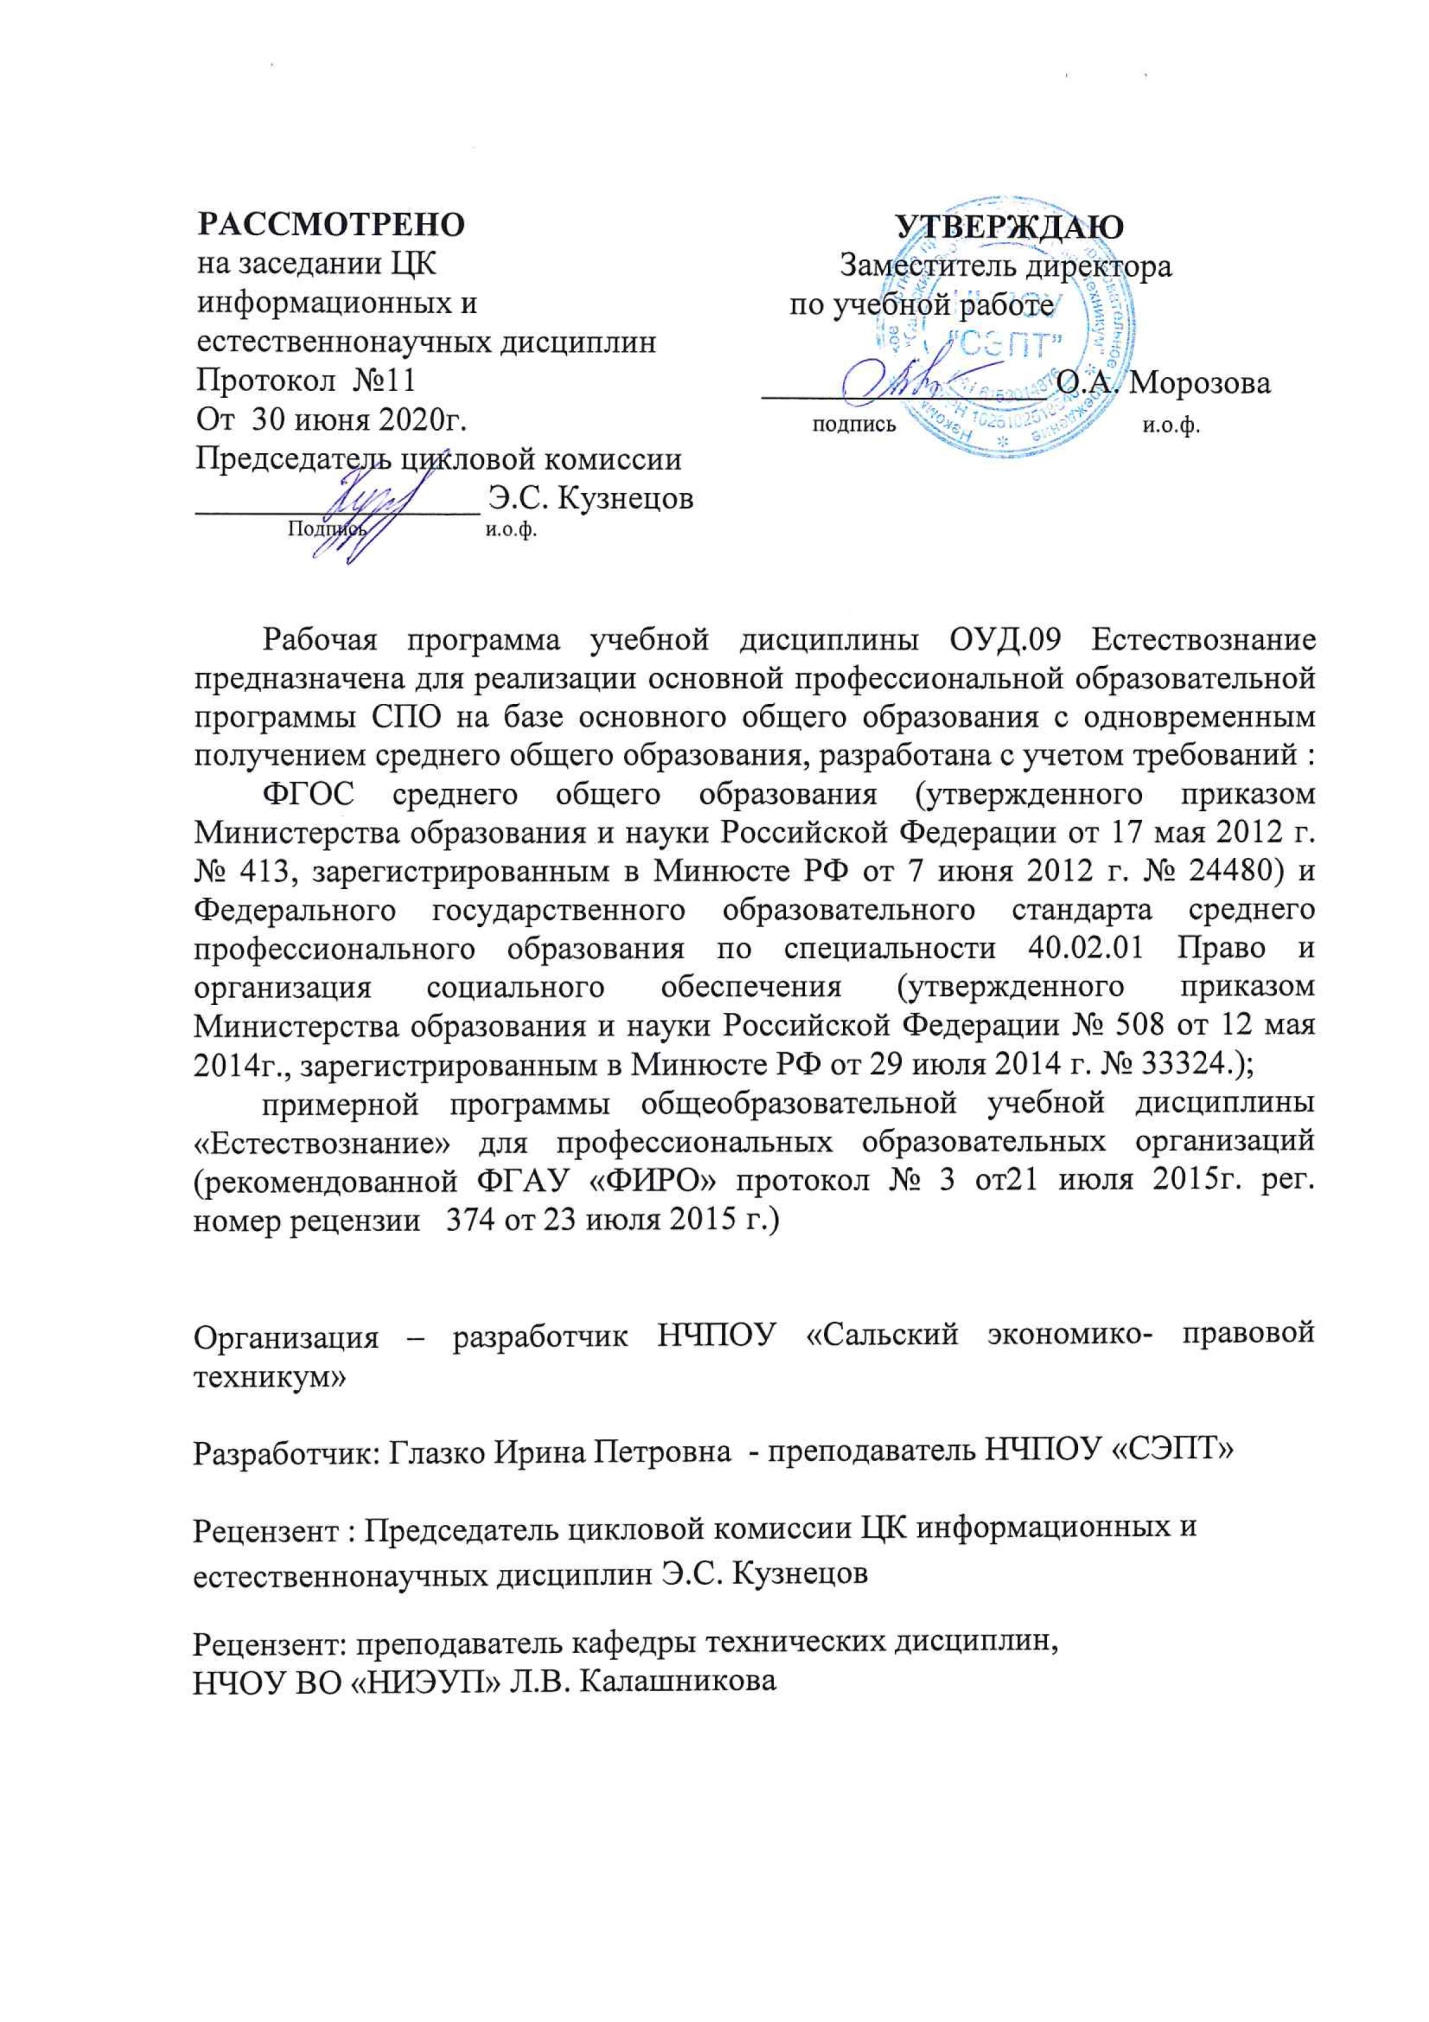 РАССМОТРЕНО
на заседании ЦК
информационных и
естественнонаучных дисциплин
Протокол №11
От 30 июня 2020г.
Председатель цикловой комиссии
_________________ Э.С. Кузнецов
Подпись и.о.ф.
УТВЕРЖДАЮ
Заместитель директора
по учебной работе
_________________ О.А. Морозова
подпись и.о.ф.
"СЭПТ"
Рабочая программа учебной дисциплины ОУД.09 Естествознание
предназначена для реализации основной профессиональной образовательной
программы СПО на базе основного общего образования с одновременным
получением среднего общего образования, разработана с учетом требований :
ФГОС среднего общего образования (утвержденного приказом
Министерства образования и науки Российской Федерации от 17 мая 2012 г.
№ 413, зарегистрированным в Минюсте РФ от 7 июня 2012 г. № 24480) и
Федерального государственного образовательного стандарта среднего
профессионального образования по специальности 40.02.01 Право и
организация социального обеспечения (утвержденного приказом
Министерства образования и науки Российской Федерации № 508 от 12 мая
2014г., зарегистрированным в Минюсте РФ от 29 июля 2014 г. № 33324.);
примерной программы общеобразовательной учебной дисциплины
«Естествознание» для профессиональных образовательных организаций
(рекомендованной ФГАУ «ФИРО» протокол № 3 от21 июля 2015г. рег.
номер рецензии 374 от 23 июля 2015 г.)
Организация – разработчик НЧПОУ «Сальский экономико- правовой
техникум»
Разработчик: Глазко Ирина Петровна - преподаватель НЧПОУ «СЭПТ»
Рецензент : Председатель цикловой комиссии ЦК информационных и
естественнонаучных дисциплин Э.С. Кузнецов
Рецензент: преподаватель кафедры технических дисциплин,
НЧОУ ВО «НИЭУП» Л.В. Калашникова